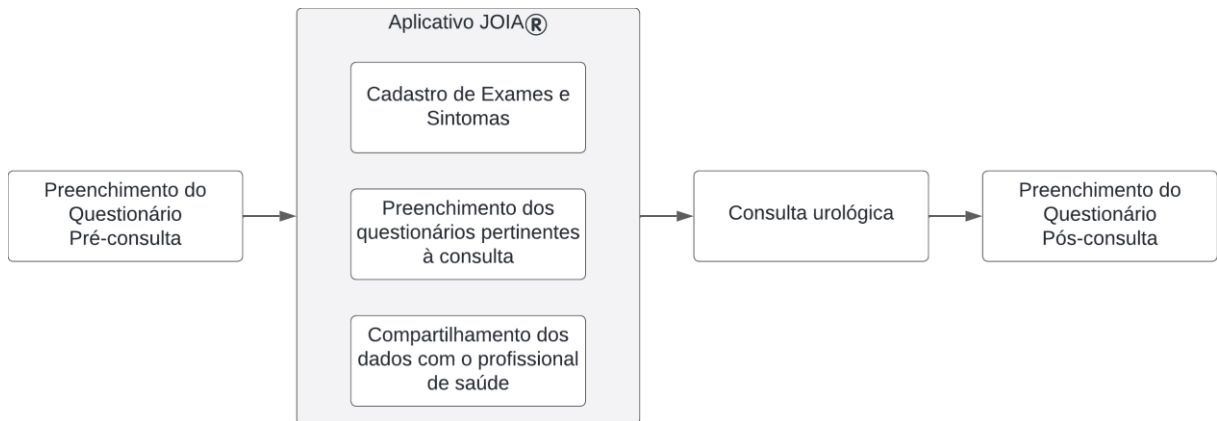 Preenchimento do
Questionário
Pré-consulta
Aplicativo JOIA®
Cadastro de Exames e
Sintomas
Preenchimento dos
questionários pertinentes
à consulta
Compartilhamento dos
dados com o profissional
de saúde
Consulta urológica
Preenchimento do
Questionário
Pós-consulta